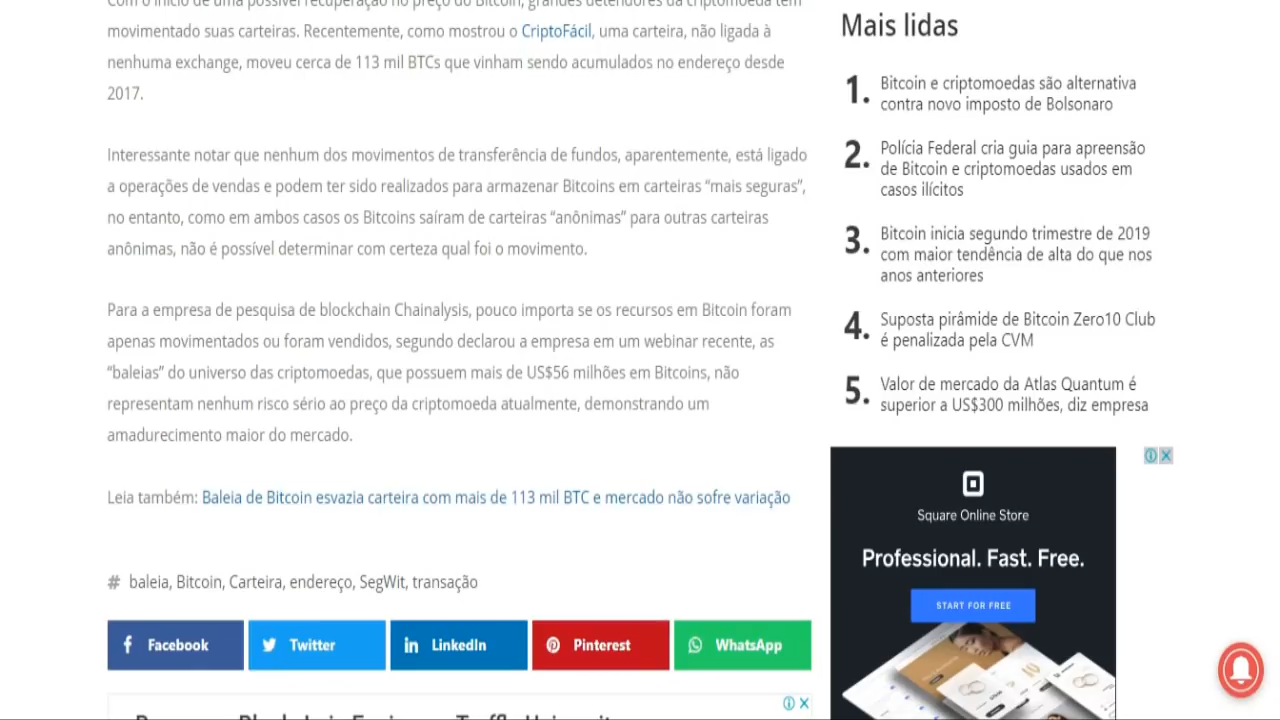 Com o início de uma possível recuperação no preço do Bitcoin, grandes detentores da criptomoeda têm
movimentado suas carteiras. Recentemente, como mostrou o CriptoFácil, uma carteira, não ligada à
nenhuma exchange, moveu cerca de 113 mil BTCs que vinham sendo acumulados no endereço desde
2017.
Interessante notar que nenhum dos movimentos de transferência de fundos, aparentemente, está ligado
a operações de vendas e podem ter sido realizados para armazenar Bitcoins em carteiras “mais seguras”,
no entanto, como em ambos casos os Bitcoins saíram de carteiras “anônimas” para outras carteiras
anônimas, não é possível determinar com certeza qual foi o movimento.
Para a empresa de pesquisa de blockchain Chainalysis, pouco importa se os recursos em Bitcoin foram
apenas movimentados ou foram vendidos, segundo declarou a empresa em um webinar recente, as
“baleias” do universo das criptomoedas, que possuem mais de US$56 milhões em Bitcoins, não
representam nenhum risco sério ao preço da criptomoeda atualmente, demonstrando um
amadurecimento maior do mercado.
Leia também: Baleia de Bitcoin esvazia carteira com mais de 113 mil BTC e mercado não sofre variação
# baleia, Bitcoin, Carteira, endereço, SegWit, transação
Facebook Twitter LinkedIn Pinterest WhatsApp
Mais lidas
1. Bitcoin e criptomoedas são alternativa
contra novo imposto de Bolsonaro
2. Polícia Federal cria guia para apreensão
de Bitcoin e criptomoedas usados em
casos ilícitos
3. Bitcoin inicia segundo trimestre de 2019
com maior tendência de alta do que nos
anos anteriores
4. Suposta pirâmide de Bitcoin Zero10 Club
é penalizada pela CVM
5. Valor de mercado da Atlas Quantum é
superior a US$300 milhões, diz empresa
Square Online Store
Professional. Fast. Free.
START FOR FREE